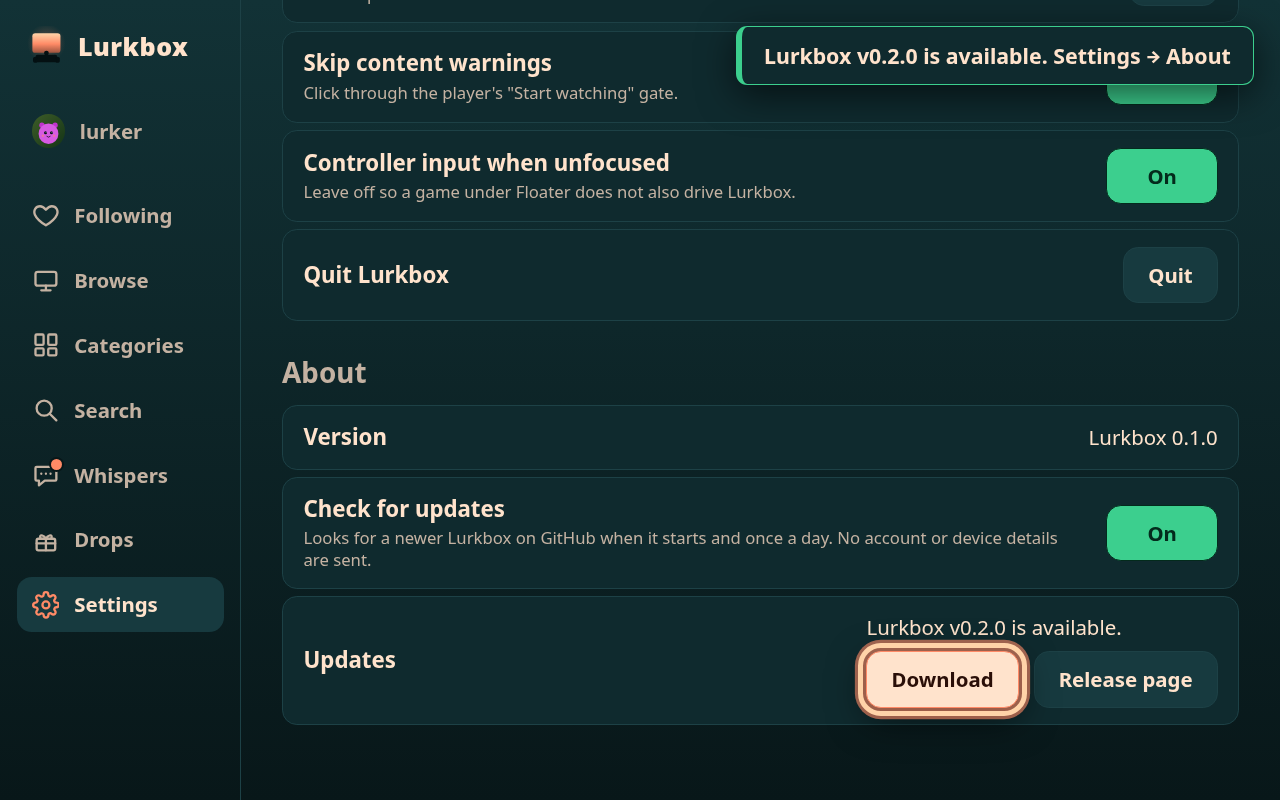 Lurkbox
lurker
Following
Browse
Categories
Search
Whispers
Drops
Settings
Lurkbox v0.2.0 is available. Settings → About
Skip content warnings
Click through the player's "Start watching" gate.
Controller input when unfocused
Leave off so a game under Floater does not also drive Lurkbox.
On
Quit Lurkbox
Quit
About
Version
Lurkbox 0.1.0
Check for updates
Looks for a newer Lurkbox on GitHub when it starts and once a day. No account or device details
are sent.
On
Updates
Lurkbox v0.2.0 is available.
Download
Release page